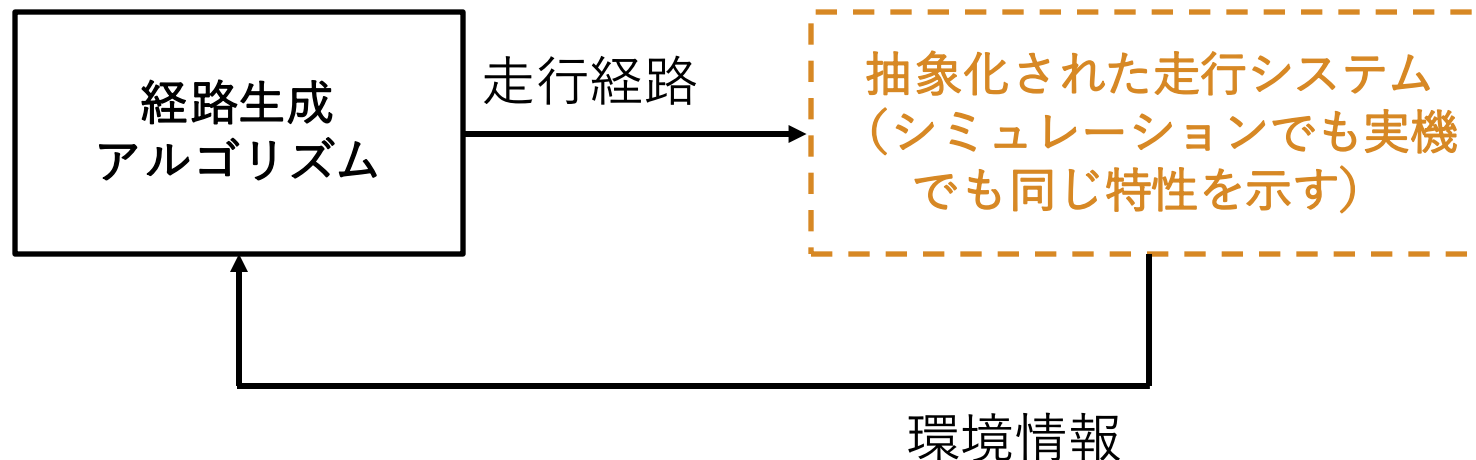 経路生成
アルゴリズム
走行経路
抽象化された走行システム
（シミュレーションでも実機
でも同じ特性を示す）
環境情報